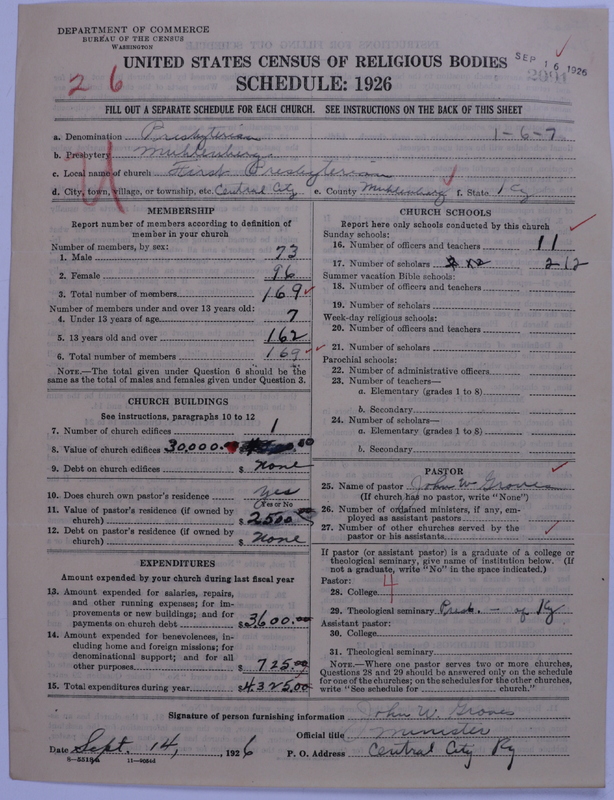 DEPARTMENT OF COMMERCE
BUREAU OF THE CENSUS
WASHINGTON
UNITED STATES CENSUS OF RELIGIOUS BODIES
SCHEDULE: 1926
SEP 16 1926
2 6
FILL OUT A SEPARATE SCHEDULE FOR EACH CHURCH. SEE INSTRUCTIONS ON THE BACK OF THIS SHEET
a. Denomination Presbyterian 1-6-7
b. Presbytery Muhlenberg
c. Local name of church First Presbyterian
d. City, town, village, or township, etc. Central City e. County Muhlenburg f. State Ky
MEMBERSHIP
Report number of members according to definition of
member in your church
Number of members, by sex:
1. Male 73
2. Female 96
3. Total number of members 169
Number of members under and over 13 years old:
4. Under 13 years of age 7
5. 13 years old and over 162
6. Total number of members 169
NOTE.—The total given under Question 6 should be the
same as the total of males and females given under Question 3.
CHURCH BUILDINGS
See instructions, paragraphs 10 to 12
7. Number of church edifices 1
8. Value of church edifices 30,000.00
9. Debt on church edifices $ None
10. Does church own pastor's residence yes
(Yes or No
11. Value of pastor's residence (if owned by
church) $ 2500.00
12. Debt on pastor's residence (if owned by
church) $ None
EXPENDITURES
Amount expended by your church during last fiscal year
13. Amount expended for salaries, repairs,
and other running expenses; for im-
provements or new buildings; and for
payments on church debt $ 3,600.00
14. Amount expended for benevolences, in-
cluding home and foreign missions; for
denominational support; and for all
other purposes $ 725.00
15. Total expenditures during year $ 4,325.00
CHURCH SCHOOLS
Report here only schools conducted by this church
Sunday schools:
16. Number of officers and teachers 11
17. Number of scholars 212
Summer vacation Bible schools:
18. Number of officers and teachers
19. Number of scholars
Week-day religious schools:
20. Number of officers and teachers
21. Number of scholars
Parochial schools:
22. Number of administrative officers
23. Number of teachers—
a. Elementary (grades 1 to 8)
b. Secondary
24. Number of scholars—
a. Elementary (grades 1 to 8)
b. Secondary
PASTOR
25. Name of pastor John W. Groves
(If church has no pastor, write "None")
26. Number of ordained ministers, if any, em-
ployed as assistant pastors
27. Number of other churches served by the
pastor or his assistants
If pastor (or assistant pastor) is a graduate of a college or
theological seminary, give name of institution below. (If
not a graduate, write "No" in the space indicated.)
Pastor: 4
28. College
29. Theological seminary Presb. — of Ky
Assistant pastor:
30. College
31. Theological seminary
NOTE.—Where one pastor serves two or more churches,
Questions 28 and 29 should be answered only on the schedule
for one of the churches; on the schedules for the other churches,
write "See schedule for church."
Signature of person furnishing information John W. Groves
Official title Minister
Date Sept. 14, 1926 P. O. Address Central City Ky